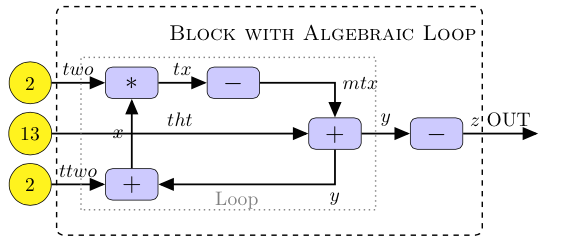 BLOCK WITH ALGEBRAIC LOOP
2 two * tx − mtx
13 x tht + y − z OUT
2 ttwo + Loop y